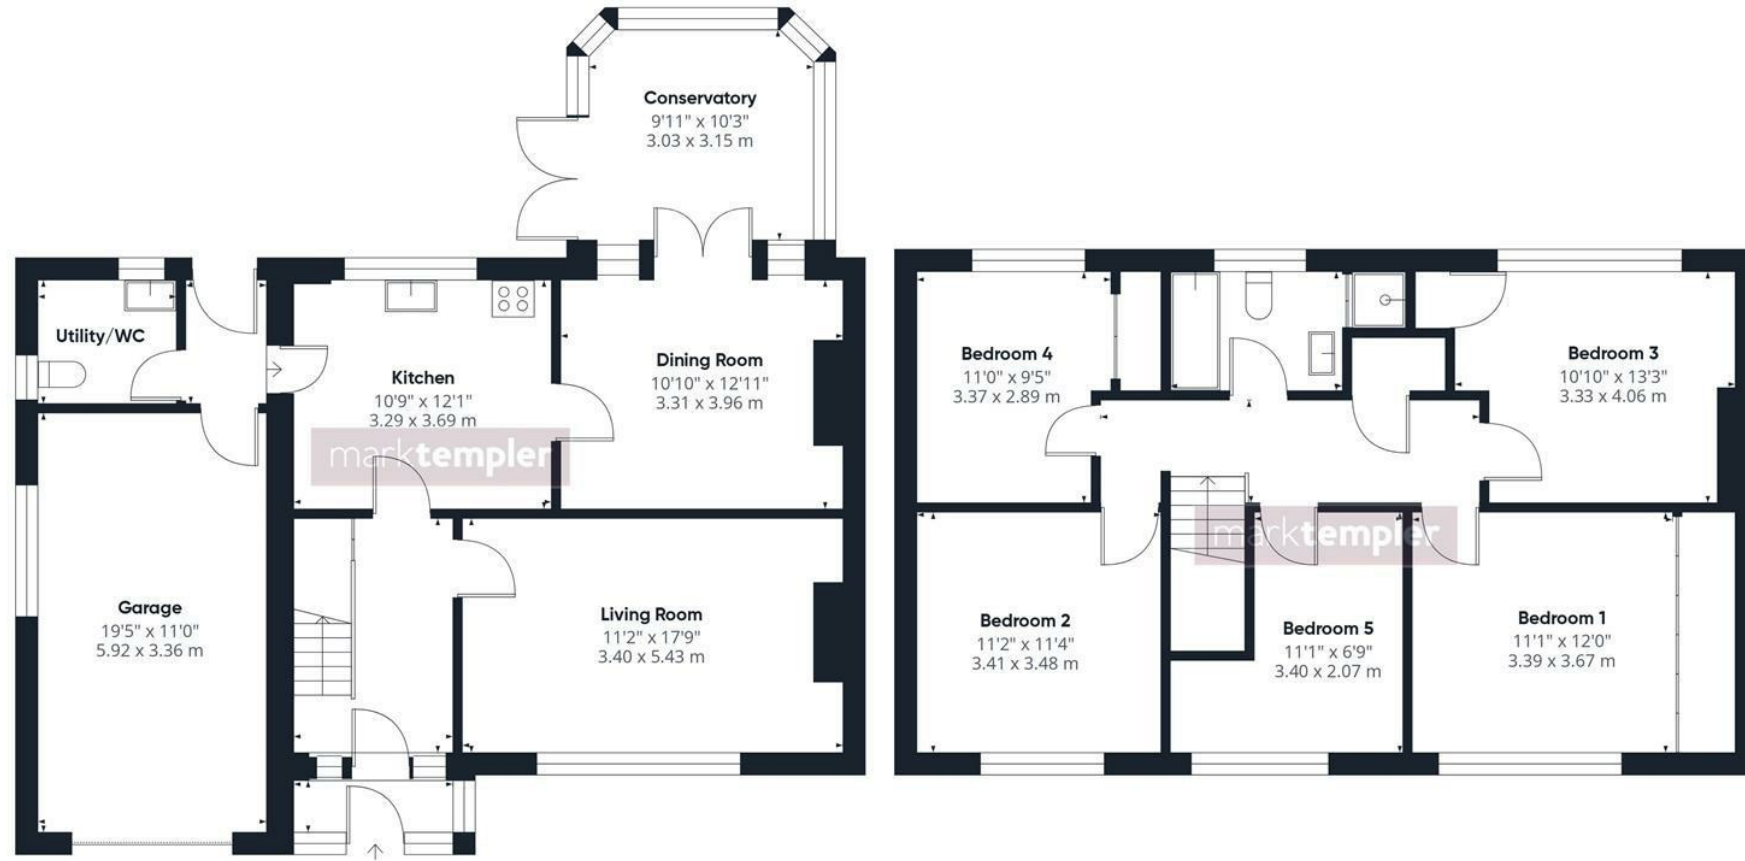 Conservatory
9'11" x 10'3"
3.03 x 3.15 m
Utility/WC
Kitchen
10'9" x 12'1"
3.29 x 3.69 m
Dining Room
10'10" x 12'11"
3.31 x 3.96 m
marktempler
Garage
19'5" x 11'0"
5.92 x 3.36 m
Living Room
11'2" x 17'9"
3.40 x 5.43 m
Bedroom 4
11'0" x 9'5"
3.37 x 2.89 m
Bedroom 3
10'10" x 13'3"
3.33 x 4.06 m
marktempler
Bedroom 2
11'2" x 11'4"
3.41 x 3.48 m
Bedroom 5
11'1" x 6'9"
3.40 x 2.07 m
Bedroom 1
11'1" x 12'0"
3.39 x 3.67 m